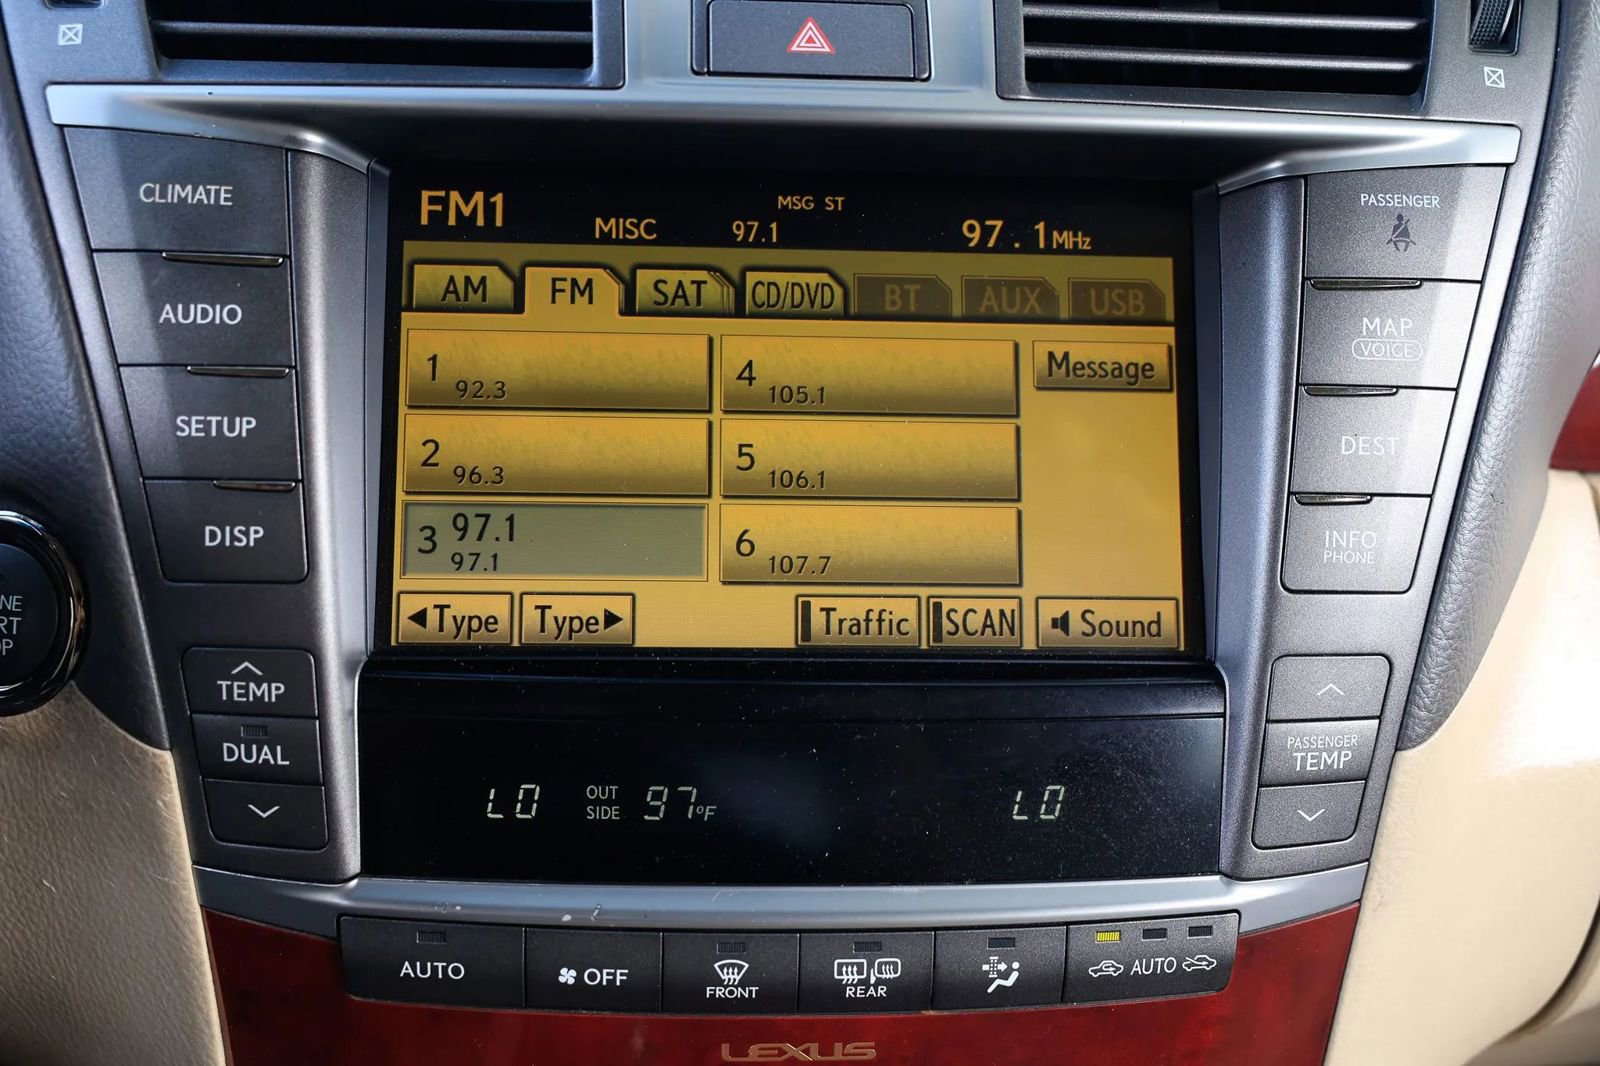 CLIMATE
AUDIO
SETUP
DISP
PASSENGER
MAP
VOICE
DEST
INFO
PHONE
FM1
MISC
97.1
MSG ST
97.1MHz
AM
FM
SAT
CD/DVD
BT
AUX
USB
1 92.3
2 96.3
3 97.1
97.1
4 105.1
5 106.1
6 107.7
Message
◀Type
Type▶
Traffic
SCAN
Sound
TEMP
DUAL
PASSENGER
TEMP
LO
OUT
SIDE
97°F
LO
AUTO
OFF
FRONT
REAR
AUTO
LEXUS